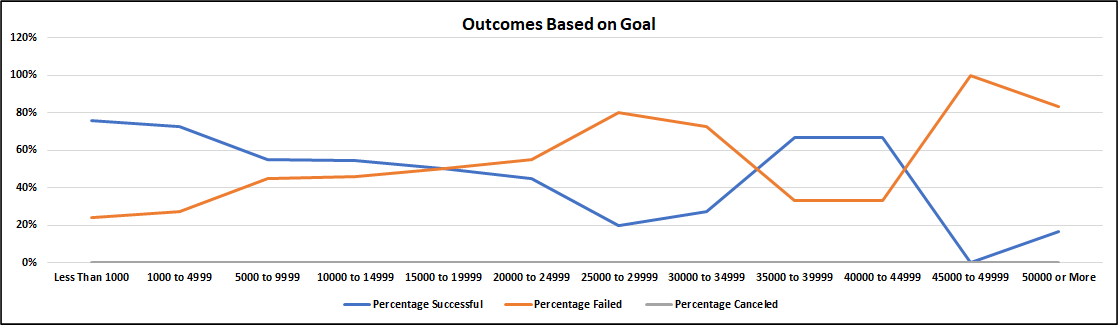 Outcomes Based on Goal
120%
100%
80%
60%
40%
20%
0%
Less Than 1000 1000 to 4999 5000 to 9999 10000 to 14999 15000 to 19999 20000 to 24999 25000 to 29999 30000 to 34999 35000 to 39999 40000 to 44999 45000 to 49999 50000 or More
Percentage Successful Percentage Failed Percentage Canceled